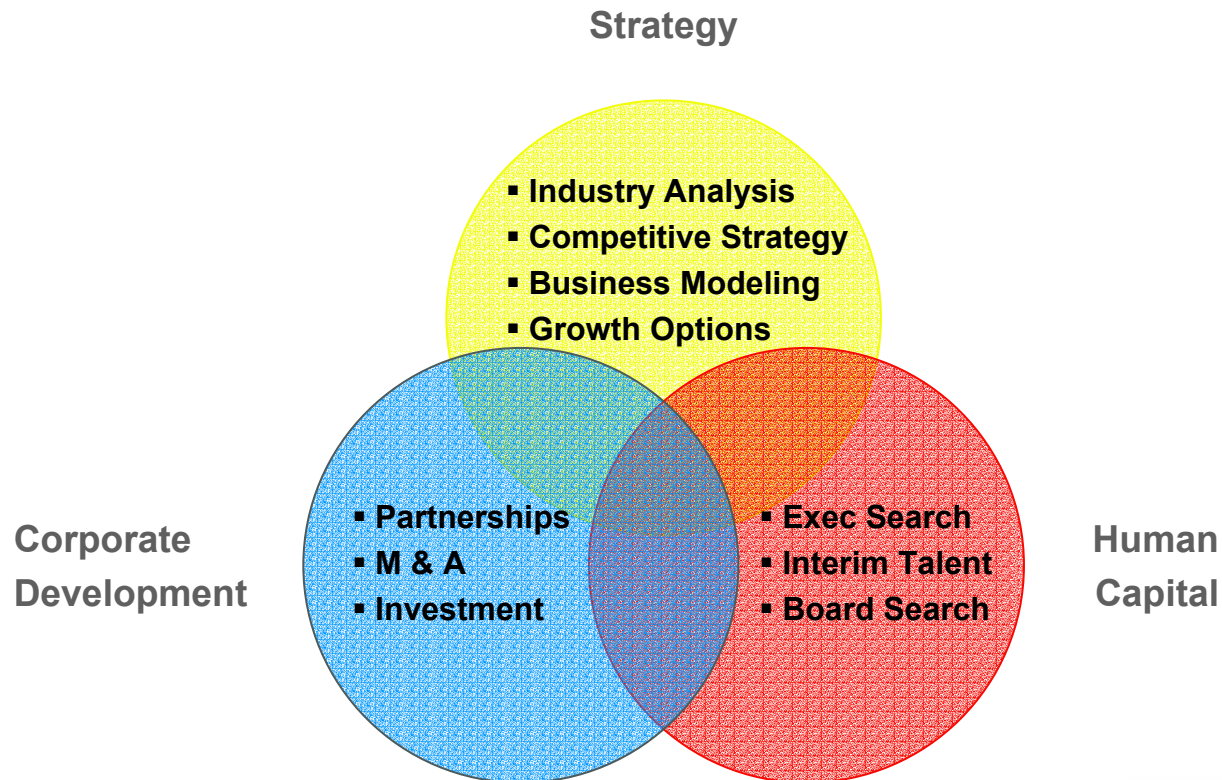 Strategy
▪ Industry Analysis
▪ Competitive Strategy
▪ Business Modeling
▪ Growth Options
Corporate
Development
▪ Partnerships
▪ M & A
▪ Investment
▪ Exec Search
▪ Interim Talent
▪ Board Search
Human
Capital